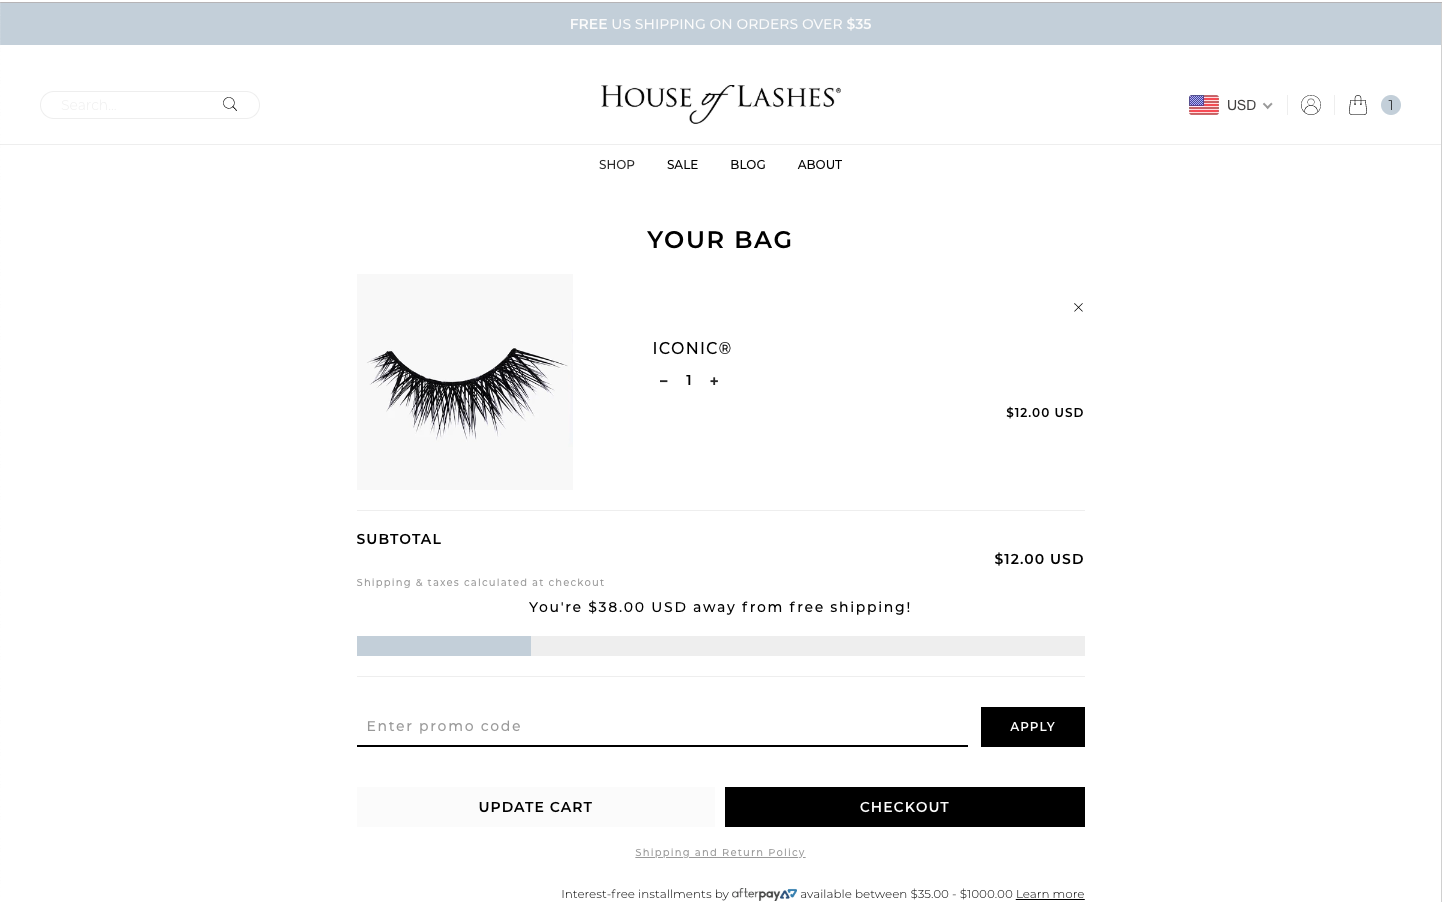 FREE US SHIPPING ON ORDERS OVER $35
Search...
HOUSE of LASHES®
USD
1
SHOP SALE BLOG ABOUT
YOUR BAG
ICONIC®
− 1 +
$12.00 USD
SUBTOTAL
$12.00 USD
Shipping & taxes calculated at checkout
You're $38.00 USD away from free shipping!
Enter promo code
APPLY
UPDATE CART
CHECKOUT
Shipping and Return Policy
Interest-free installments by afterpay available between $35.00 - $1000.00 Learn more